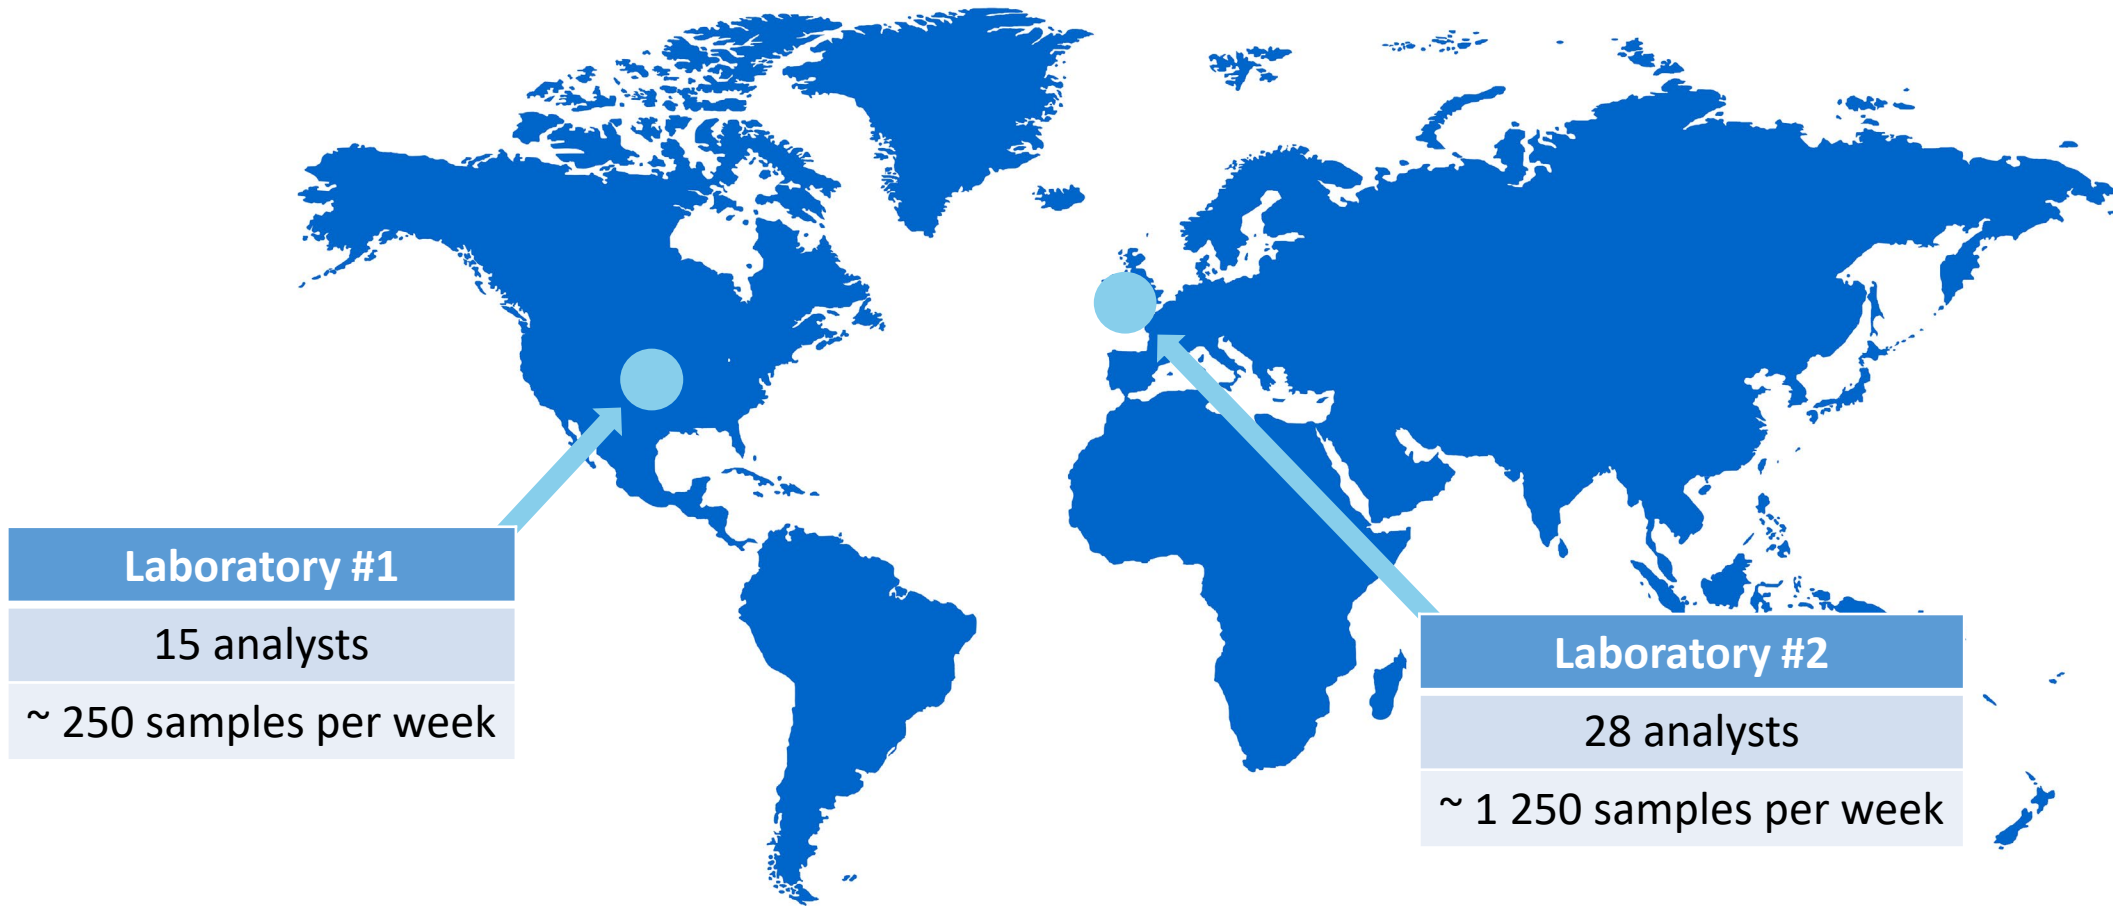 Laboratory #1
15 analysts
~ 250 samples per week
Laboratory #2
28 analysts
~ 1 250 samples per week